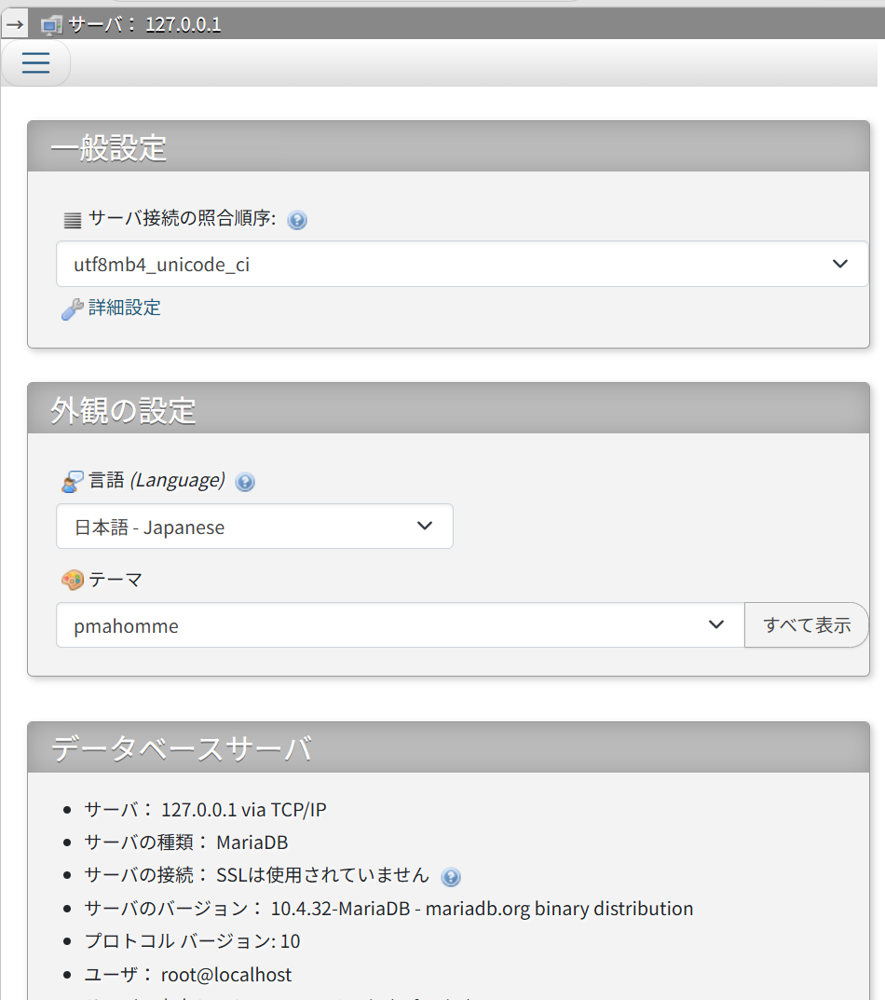 → サーバ: 127.0.0.1
一般設定
サーバ接続の照合順序:
utf8mb4_unicode_ci
詳細設定
外観の設定
言語 (Language)
日本語 - Japanese
テーマ
pmahomme すべて表示
データベースサーバ
• サーバ: 127.0.0.1 via TCP/IP
• サーバの種類: MariaDB
• サーバの接続: SSLは使用されていません
• サーバのバージョン: 10.4.32-MariaDB - mariadb.org binary distribution
• プロトコル バージョン: 10
• ユーザ: root@localhost